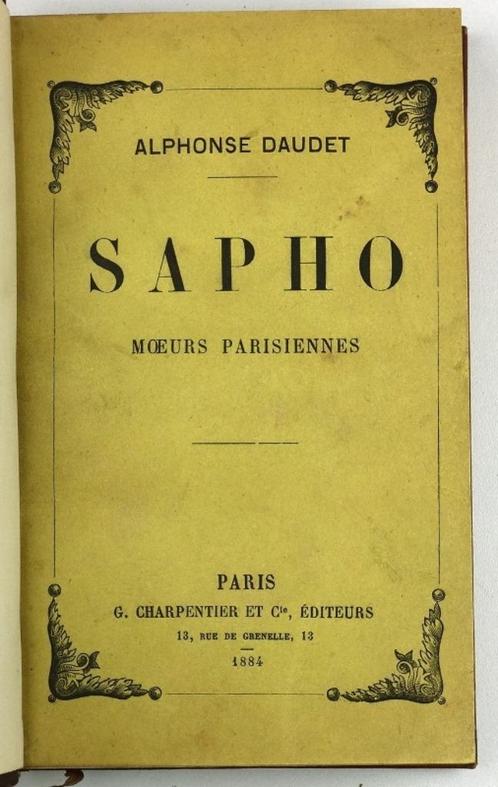 ALPHONSE DAUDET
SAPHO
MŒURS PARISIENNES
PARIS
G. CHARPENTIER ET Cie, ÉDITEURS
13, RUE DE GRENELLE, 13
1884